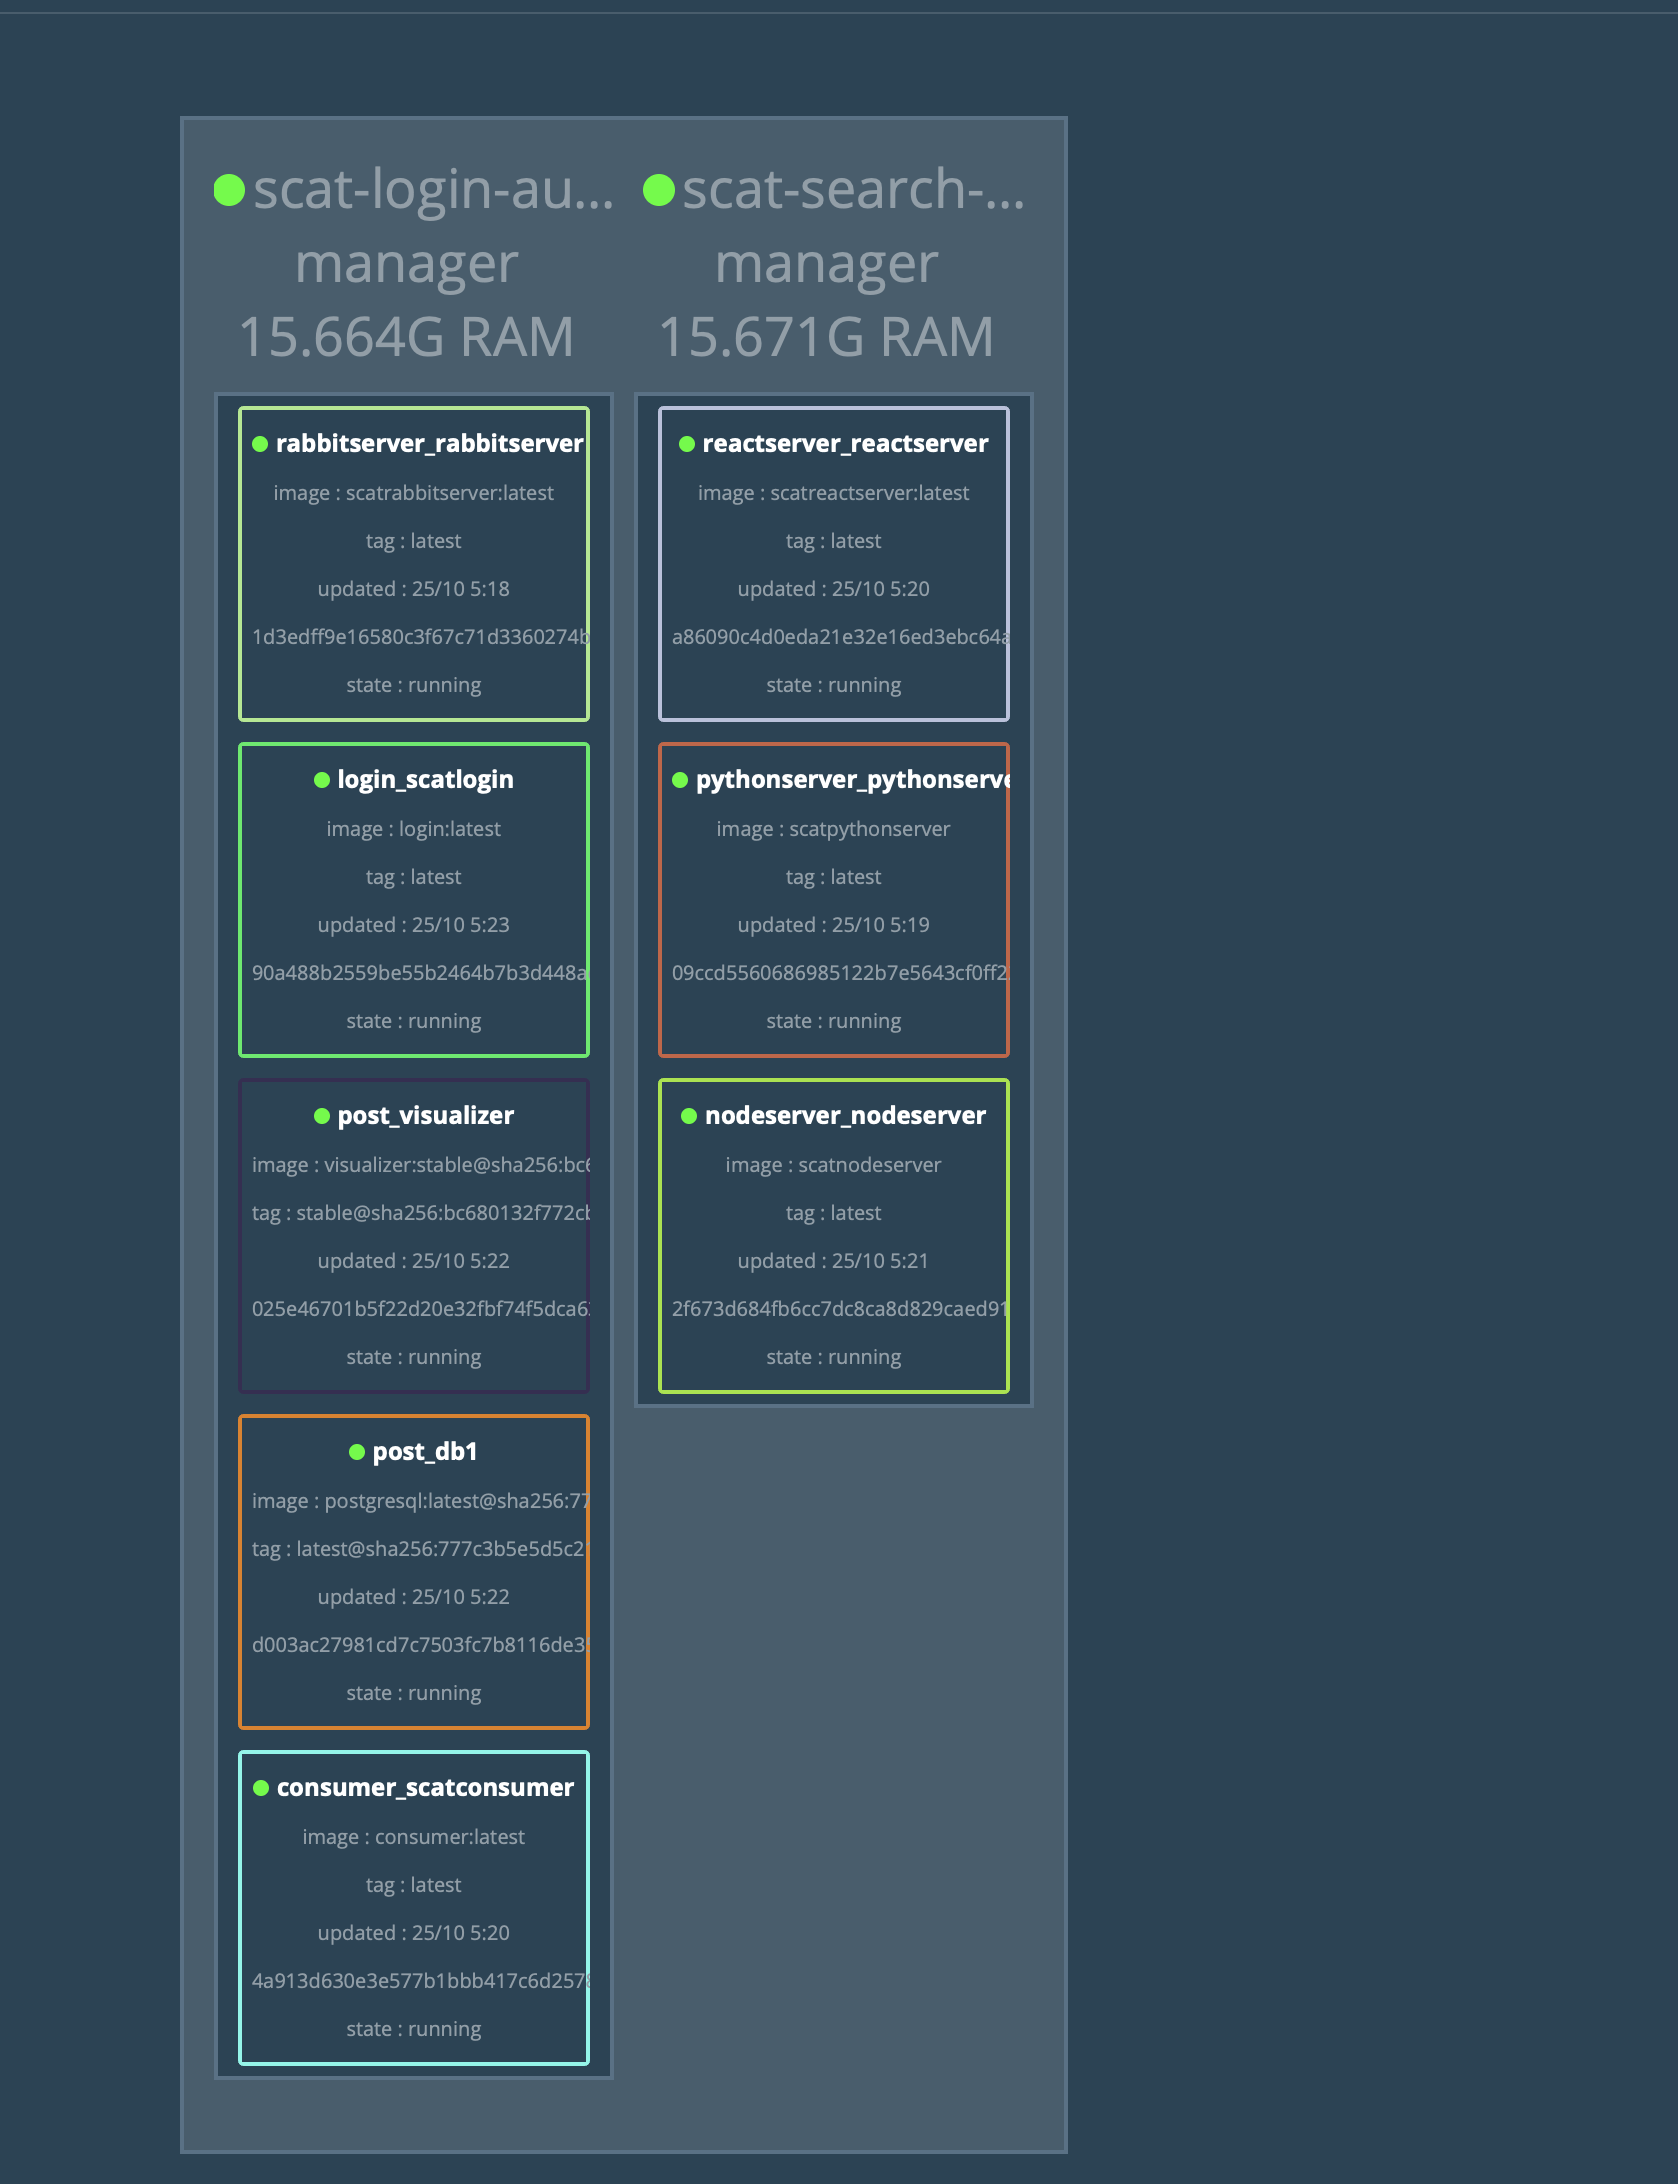 scat-login-au...
manager
15.664G RAM
rabbitserver_rabbitserver
image : scatrabbitserver:latest
tag : latest
updated : 25/10 5:18
1d3edff9e16580c3f67c71d3360274b
state : running
login_scatlogin
image : login:latest
tag : latest
updated : 25/10 5:23
90a488b2559be55b2464b7b3d448a
state : running
post_visualizer
image : visualizer:stable@sha256:bc6
tag : stable@sha256:bc680132f772cb
updated : 25/10 5:22
025e46701b5f22d20e32fbf74f5dca6
state : running
post_db1
image : postgresql:latest@sha256:77
tag : latest@sha256:777c3b5e5d5c2
updated : 25/10 5:22
d003ac27981cd7c7503fc7b8116de3
state : running
consumer_scatconsumer
image : consumer:latest
tag : latest
updated : 25/10 5:20
4a913d630e3e577b1bbb417c6d257
state : running
scat-search-...
manager
15.671G RAM
reactserver_reactserver
image : scatreactserver:latest
tag : latest
updated : 25/10 5:20
a86090c4d0eda21e32e16ed3ebc64a
state : running
pythonserver_pythonserve
image : scatpythonserver
tag : latest
updated : 25/10 5:19
09ccd5560686985122b7e5643cf0ff2
state : running
nodeserver_nodeserver
image : scatnodeserver
tag : latest
updated : 25/10 5:21
2f673d684fb6cc7dc8ca8d829caed91
state : running